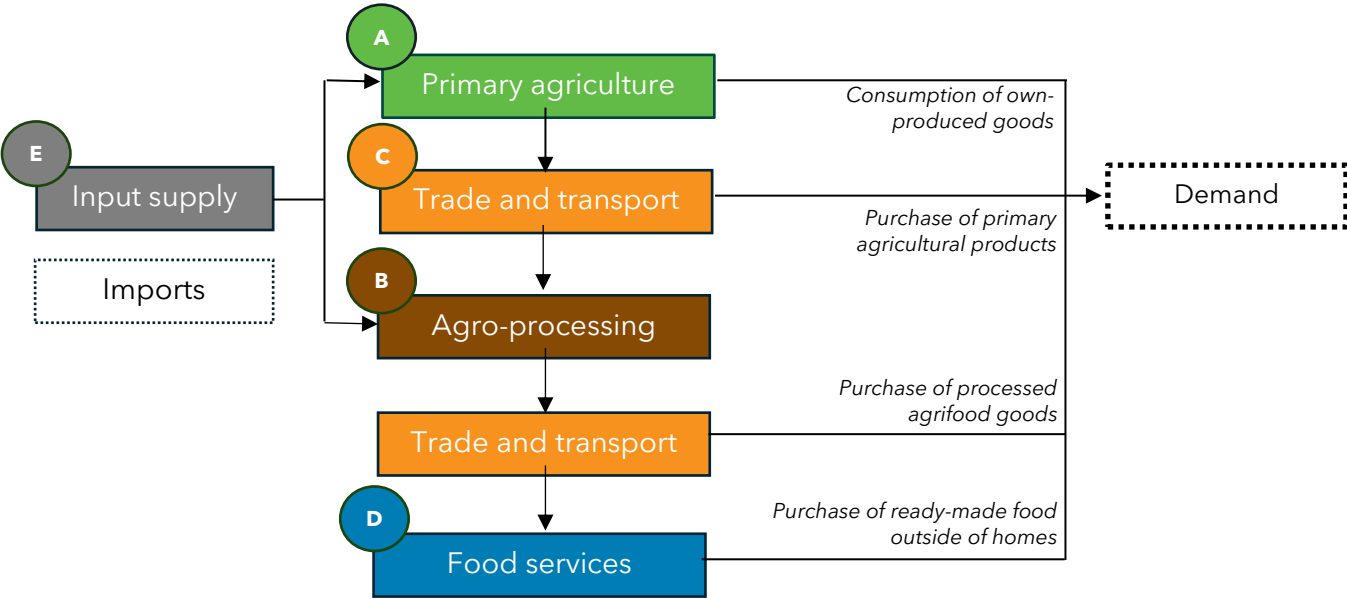 A
Primary agriculture
Consumption of own-
produced goods
E
Input supply
C
Trade and transport
Demand
Purchase of primary
agricultural products
Imports
B
Agro-processing
Purchase of processed
agrifood goods
Trade and transport
D
Purchase of ready-made food
outside of homes
Food services